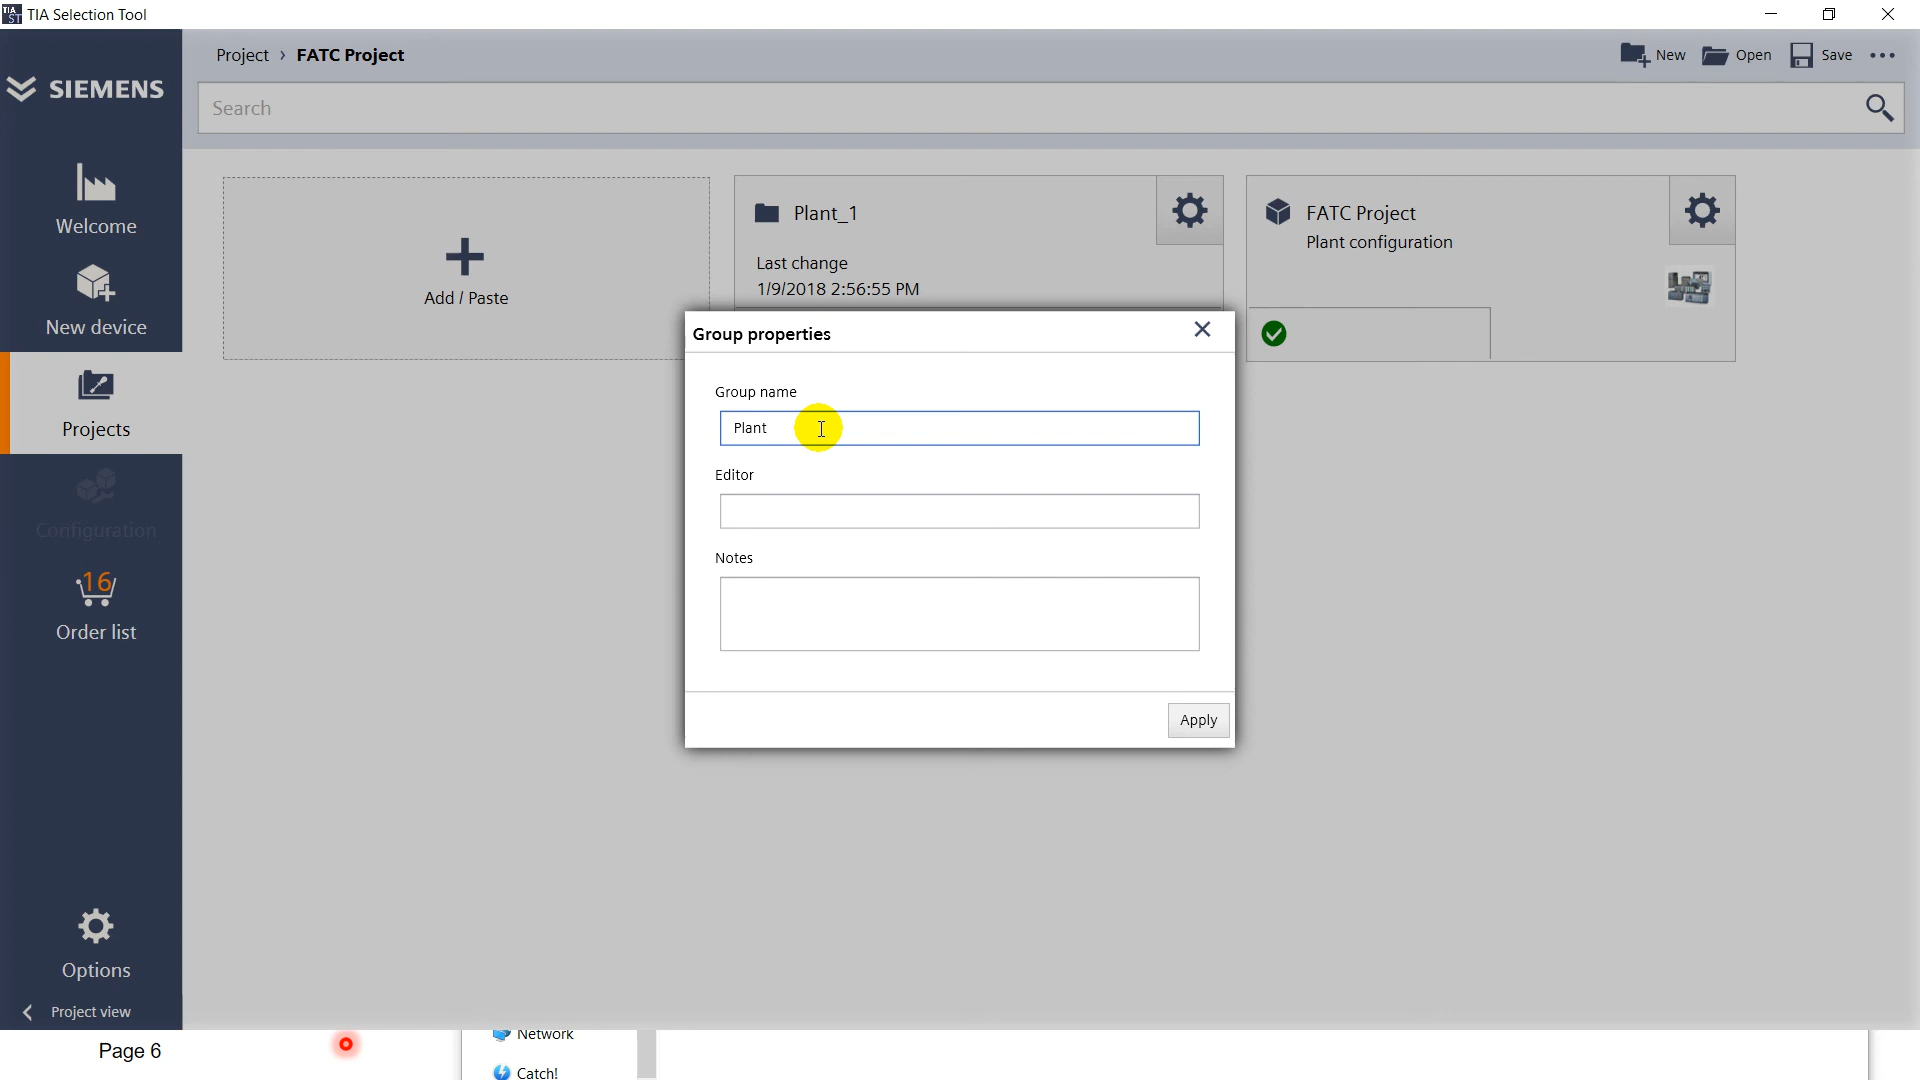 TIA Selection Tool
TIA ST
Project › FATC Project
New
Open
Save
SIEMENS
Search
Welcome
New device
Projects
Configuration
16
Order list
Options
Project view
Add / Paste
Plant_1
Last change
1/9/2018 2:56:55 PM
FATC Project
Plant configuration
Group properties
Group name
Plant
Editor
Notes
Apply
Page 6
Network
Catch!